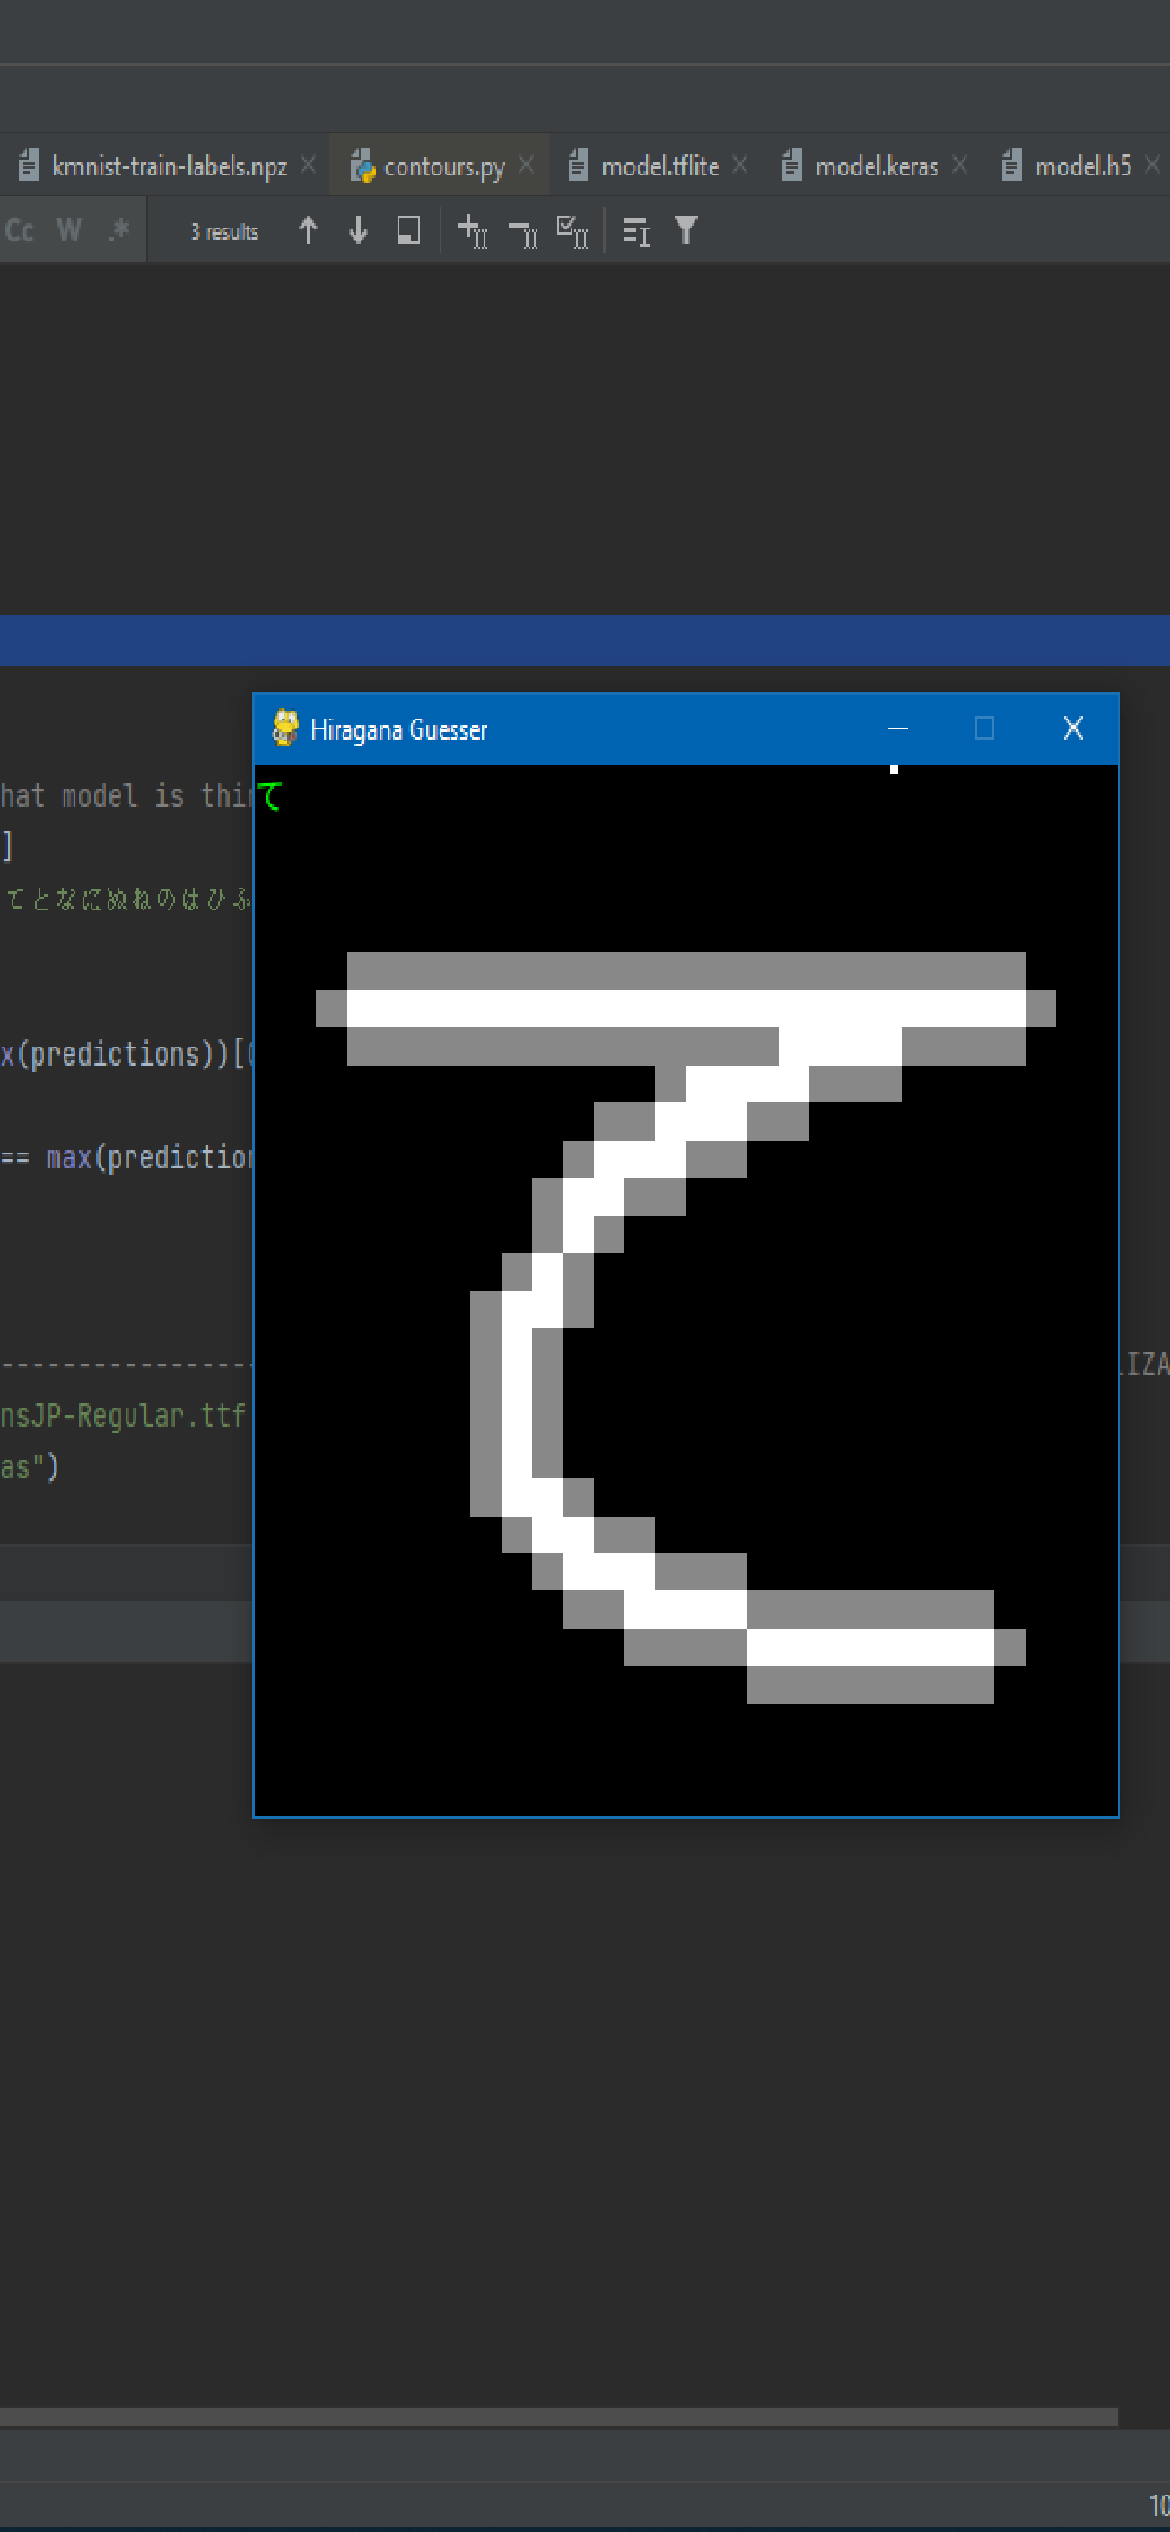 kmnist-train-labels.npz contours.py model.tflite model.keras model.h5
Cc W .* 3 results
Hiragana Guesser
て
hat model is thi
]
てとなにぬねのはひふ
x(predictions))[
== max(prediction
--------------- IZA
nsJP-Regular.ttf
as")
て
10